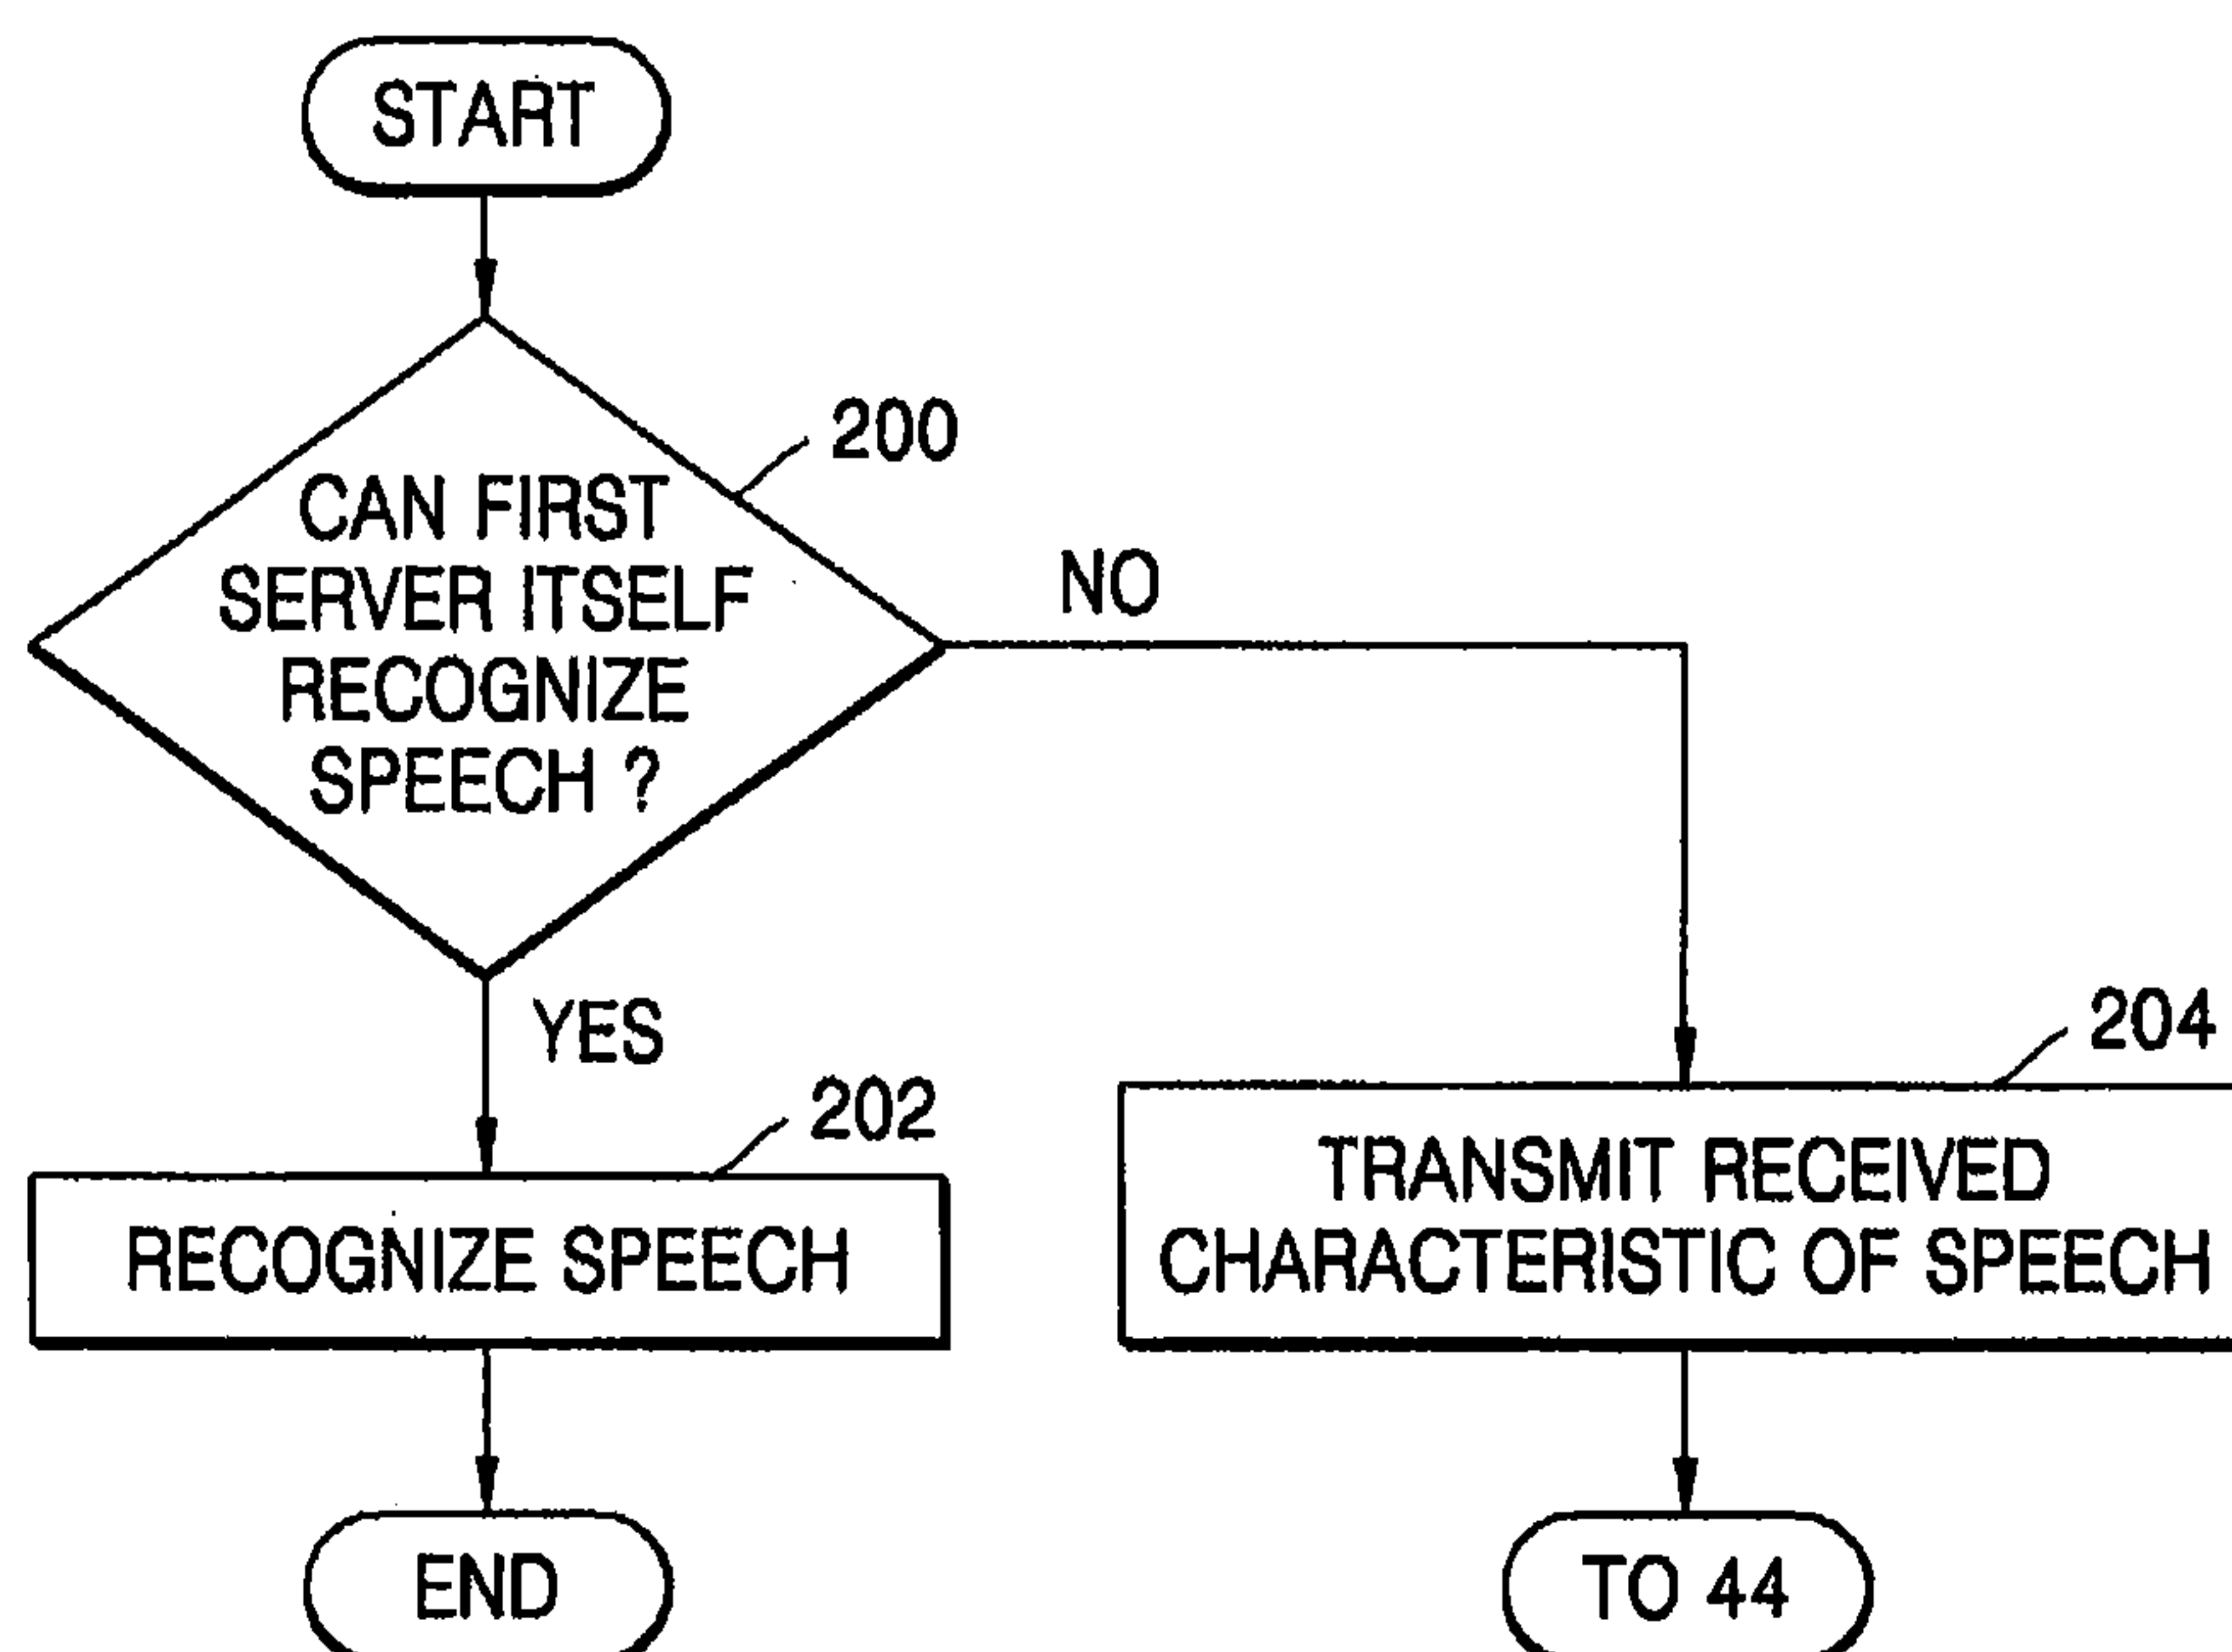 START
200
CAN FIRST
SERVER ITSELF
RECOGNIZE
SPEECH ?
NO
YES
202
RECOGNIZE SPEECH
204
TRANSMIT RECEIVED
CHARACTERISTIC OF SPEECH
END
TO 44